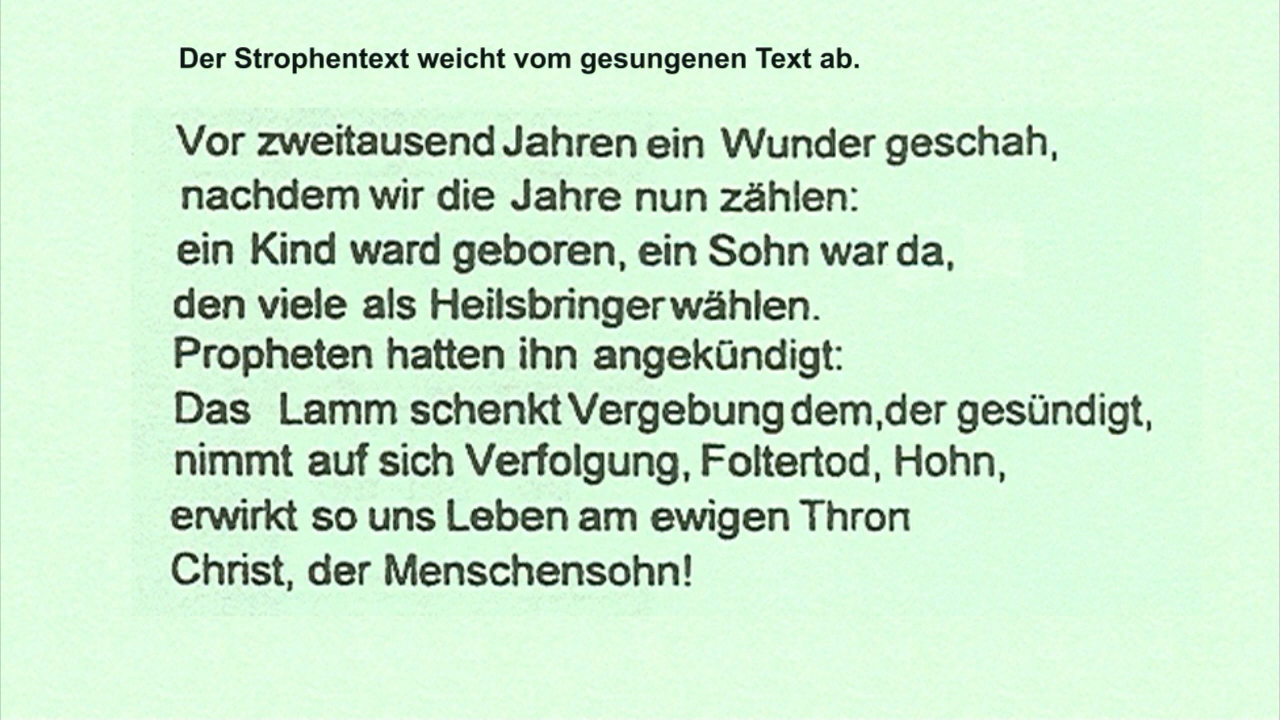 Der Strophentext weicht vom gesungenen Text ab.
Vor zweitausend Jahren ein Wunder geschah,
nachdem wir die Jahre nun zählen:
ein Kind ward geboren, ein Sohn war da,
den viele als Heilsbringer wählen.
Propheten hatten ihn angekündigt:
Das Lamm schenkt Vergebung dem,der gesündigt,
nimmt auf sich Verfolgung, Foltertod, Hohn,
erwirkt so uns Leben am ewigen Thron
Christ, der Menschensohn!